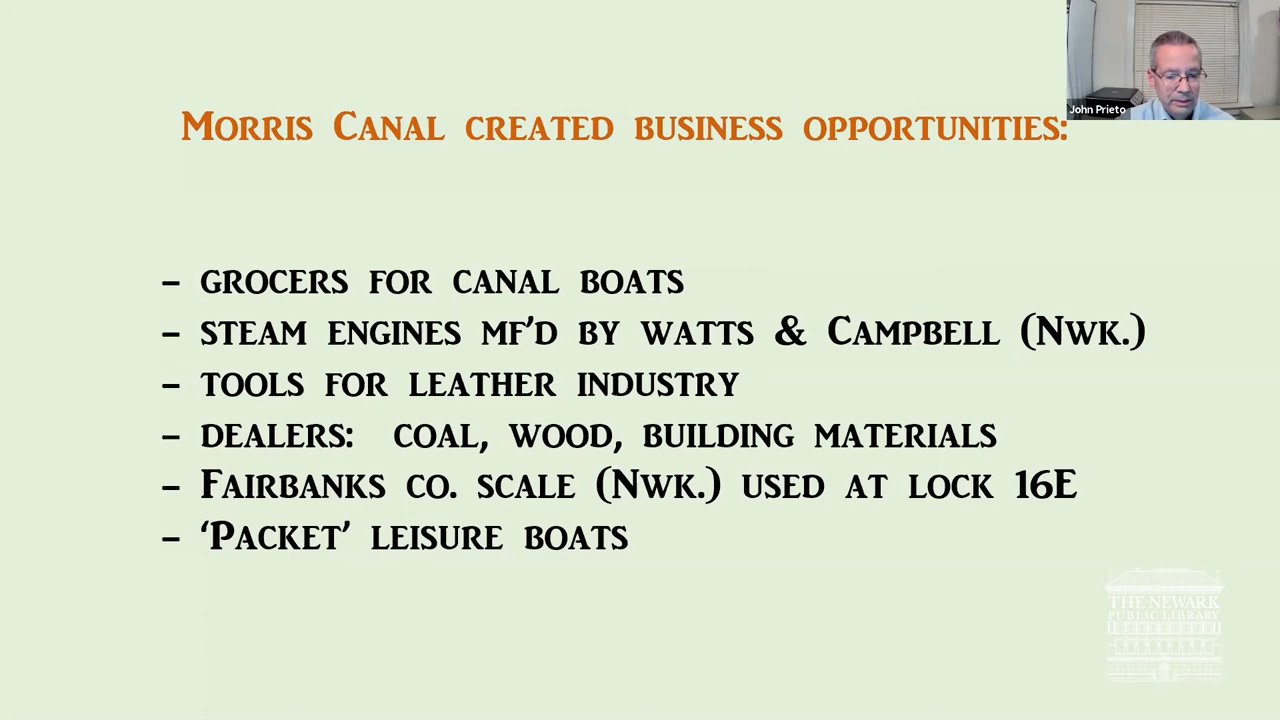 John Prieto
Morris Canal created business opportunities:
- grocers for canal boats
- steam engines mf'd by watts & Campbell (Nwk.)
- tools for leather industry
- dealers: coal, wood, building materials
- Fairbanks co. scale (Nwk.) used at lock 16E
- 'Packet' leisure boats
THE NEWARK
PUBLIC LIBRARY